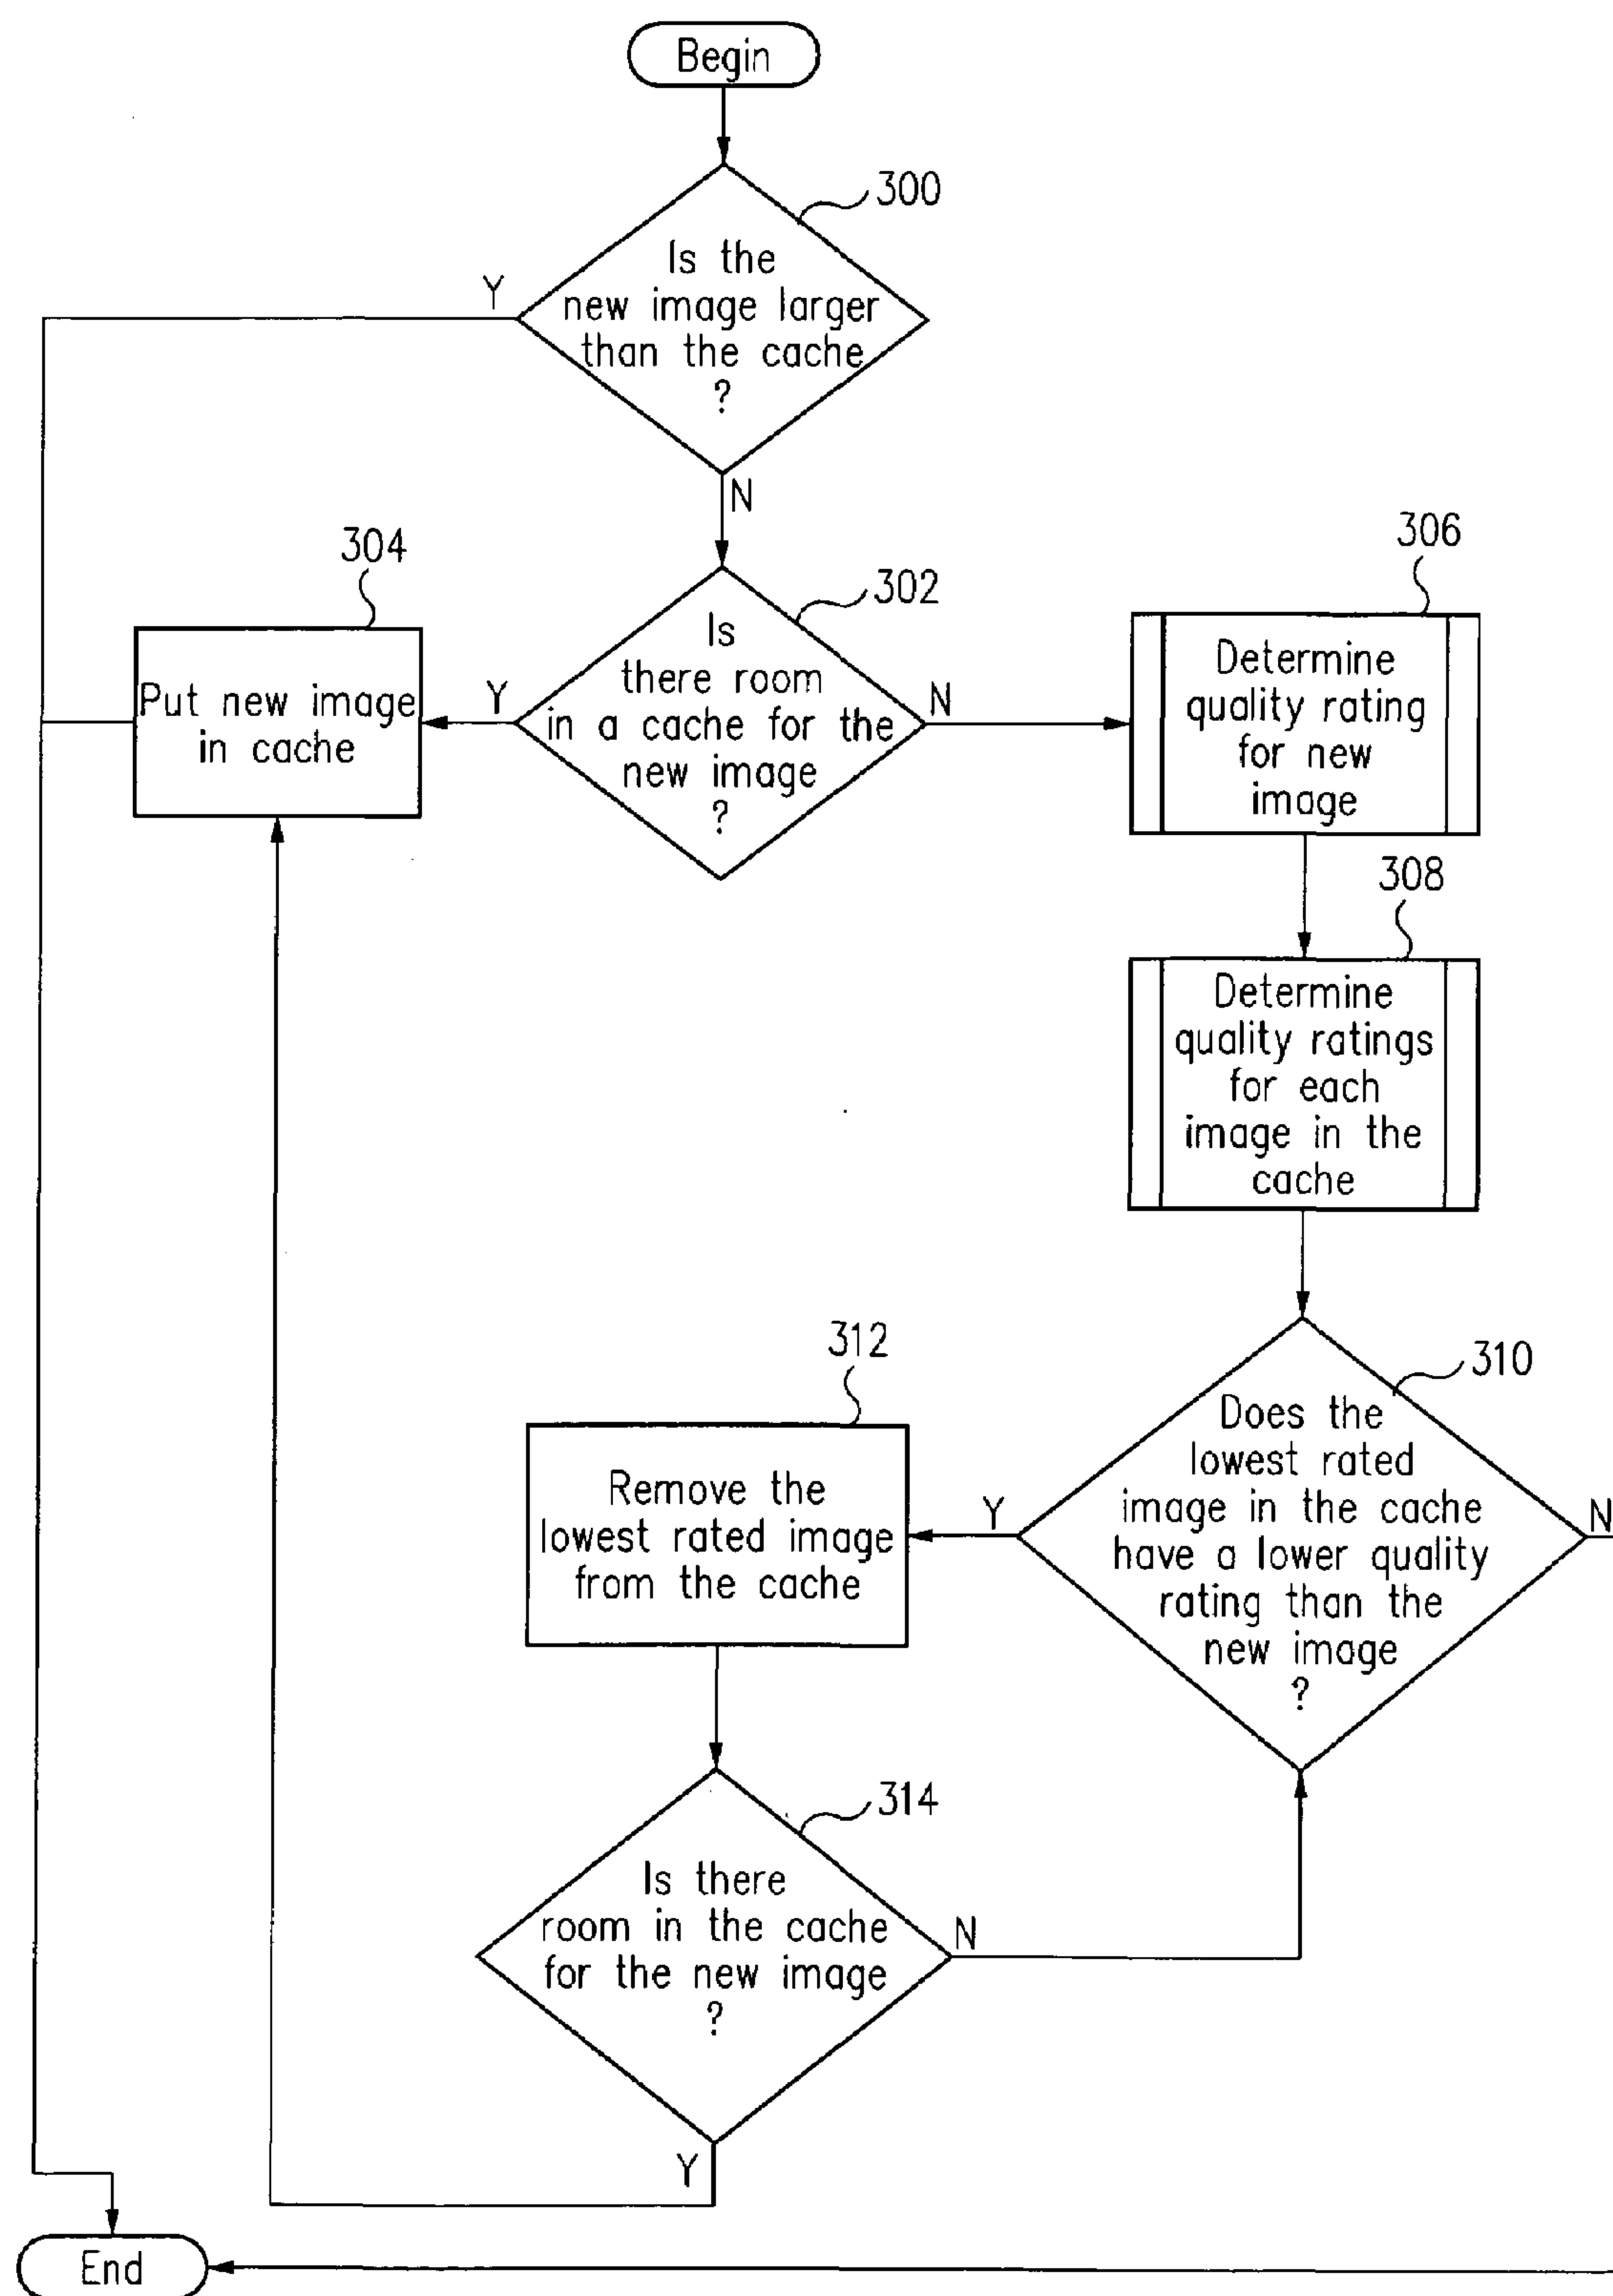 Begin
300
Is the
new image larger
than the cache
?
Y
N
304
Put new image
in cache
302
Is
there room
in a cache for the
new image
?
Y
N
306
Determine
quality rating
for new
image
308
Determine
quality ratings
for each
image in the
cache
310
Does the
lowest rated
image in the cache
have a lower quality
rating than the
new image
?
Y
N
312
Remove the
lowest rated image
from the cache
314
Is there
room in the cache
for the new image
?
N
Y
End